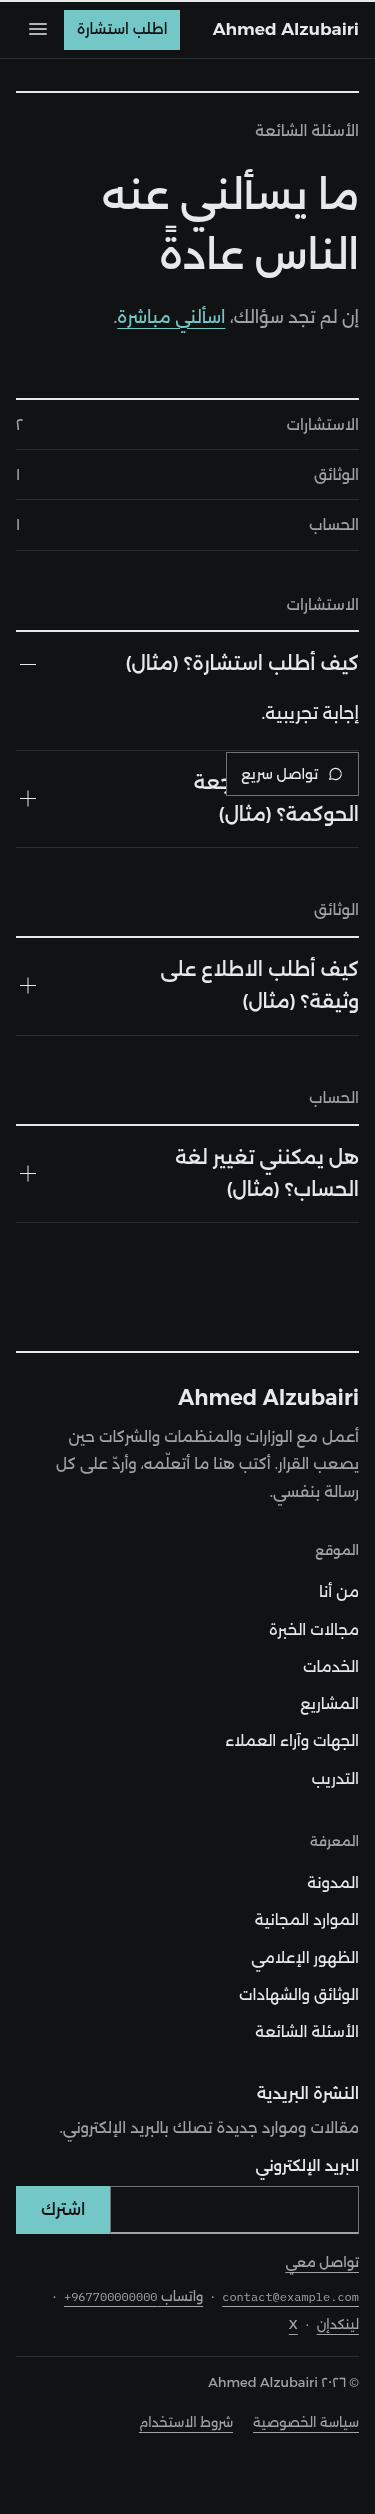 Ahmed Alzubairi
اطلب استشارة
الأسئلة الشائعة
ما يسألني عنه
الناس عادةً
إن لم تجد سؤالك، اسألني مباشرة.
الاستشارات ٢
الوثائق ١
الحساب ١
الاستشارات
كيف أطلب استشارة؟ (مثال)
إجابة تجريبية.
تواصل سريع
الحوكمة؟ (مثال)
الوثائق
كيف أطلب الاطلاع على
وثيقة؟ (مثال)
الحساب
هل يمكنني تغيير لغة
الحساب؟ (مثال)
Ahmed Alzubairi
أعمل مع الوزارات والمنظمات والشركات حين
يصعب القرار. أكتب هنا ما أتعلّمه، وأردّ على كل
رسالة بنفسي.
الموقع
من أنا
مجالات الخبرة
الخدمات
المشاريع
الجهات وآراء العملاء
التدريب
المعرفة
المدونة
الموارد المجانية
الظهور الإعلامي
الوثائق والشهادات
الأسئلة الشائعة
النشرة البريدية
مقالات وموارد جديدة تصلك بالبريد الإلكتروني.
البريد الإلكتروني
اشترك
تواصل معي
contact@example.com · واتساب +967700000000 ·
لينكدإن · X
© ٢٠٢٦ Ahmed Alzubairi
سياسة الخصوصية شروط الاستخدام